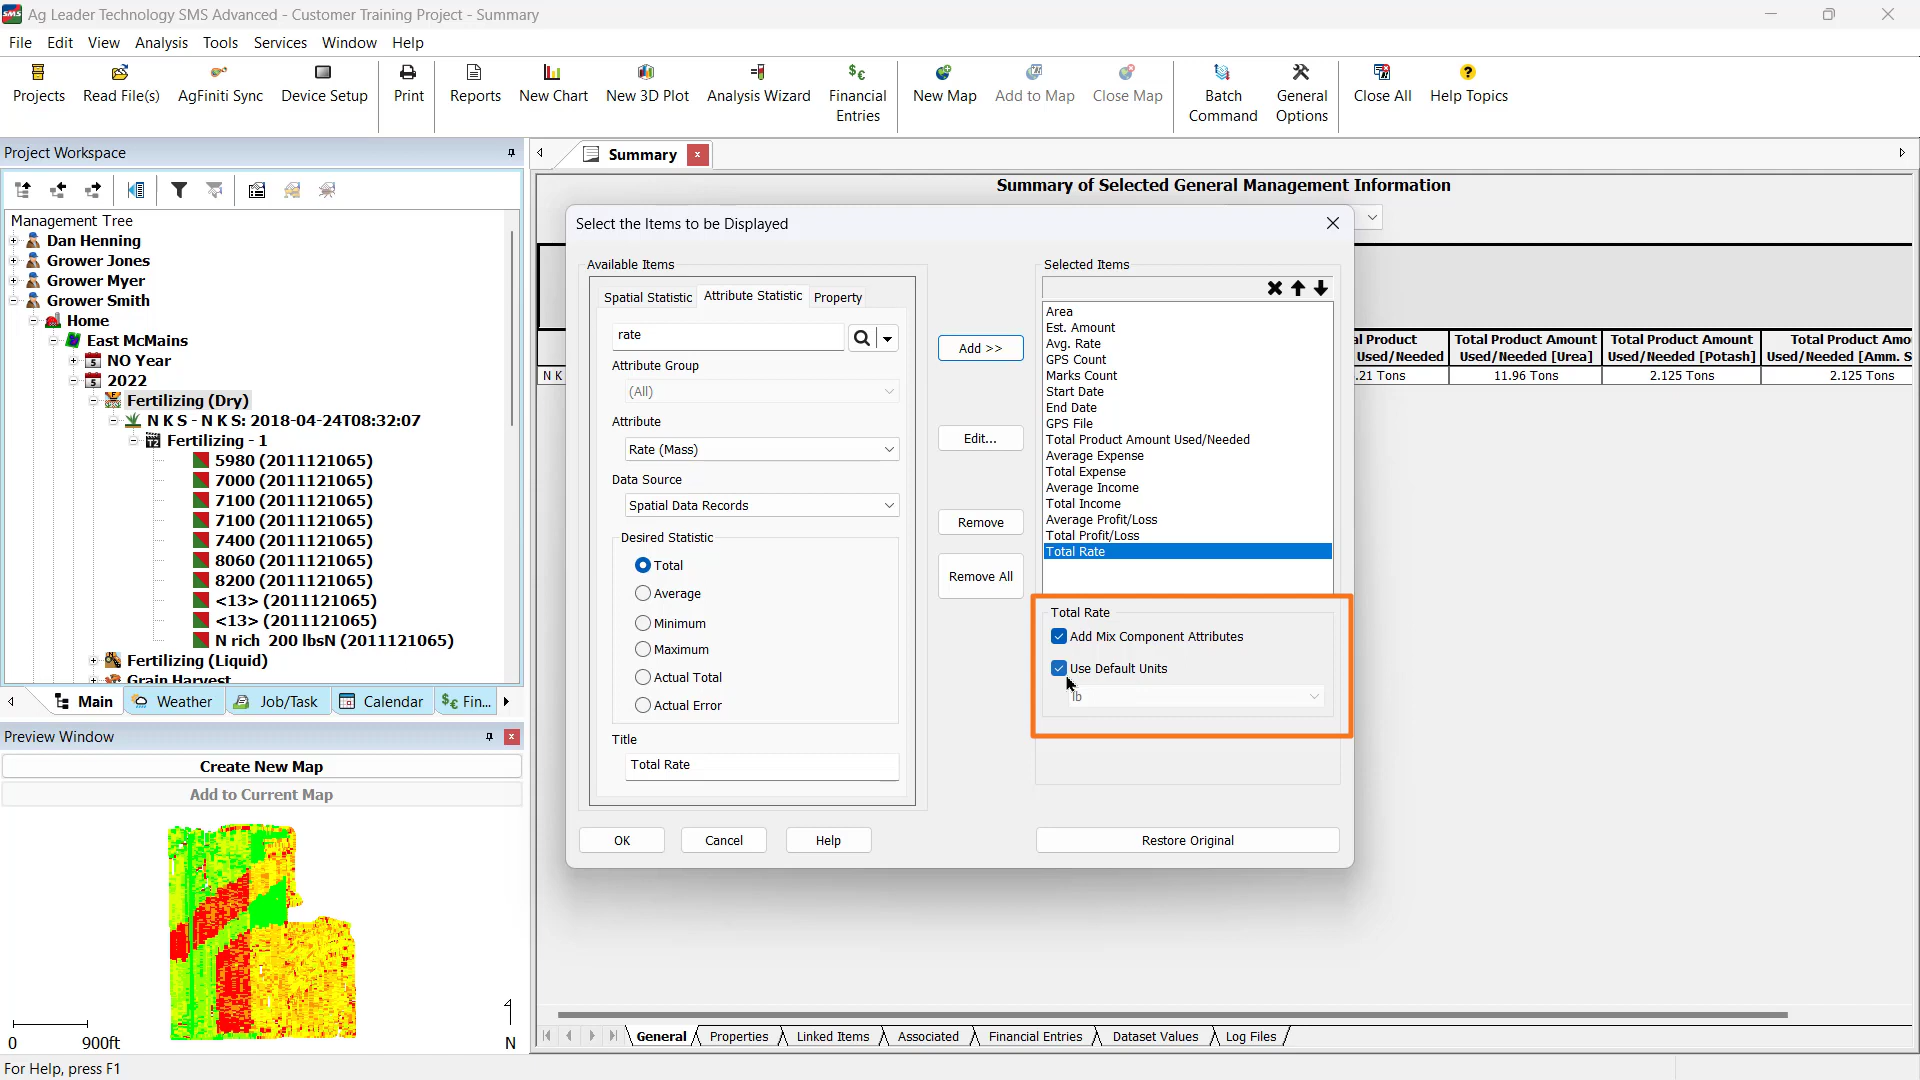 Ag Leader Technology SMS Advanced - Customer Training Project - Summary
File Edit View Analysis Tools Services Window Help
Projects Read File(s) AgFiniti Sync Device Setup Print Reports New Chart New 3D Plot Analysis Wizard Financial Entries New Map Add to Map Close Map Batch Command General Options Close All Help Topics
Project Workspace
Management Tree
Dan Henning
Grower Jones
Grower Myer
Grower Smith
Home
East McMains
NO Year
2022
Fertilizing (Dry)
N K S - N K S: 2018-04-24T08:32:07
Fertilizing - 1
5980 (2011121065)
7000 (2011121065)
7100 (2011121065)
7100 (2011121065)
7400 (2011121065)
8060 (2011121065)
8200 (2011121065)
<13> (2011121065)
<13> (2011121065)
N rich 200 lbsN (2011121065)
Fertilizing (Liquid)
Grain Harvest
Main Weather Job/Task Calendar Fin...
Preview Window
Create New Map
Add to Current Map
0 900ft N
For Help, press F1
Summary
Summary of Selected General Management Information
Product Total Product Amount Total Product Amount Total Product
Used/Needed Used/Needed [Urea] Used/Needed [Potash] Used/Needed [Amm. S
N K .21 Tons 11.96 Tons 2.125 Tons 2.125 Tons
Select the Items to be Displayed
Available Items
Spatial Statistic Attribute Statistic Property
rate
Attribute Group
(All)
Attribute
Rate (Mass)
Data Source
Spatial Data Records
Desired Statistic
Total
Average
Minimum
Maximum
Actual Total
Actual Error
Title
Total Rate
Add >>
Edit...
Remove
Remove All
Selected Items
Area
Est. Amount
Avg. Rate
GPS Count
Marks Count
Start Date
End Date
GPS File
Total Product Amount Used/Needed
Average Expense
Total Expense
Average Income
Total Income
Average Profit/Loss
Total Profit/Loss
Total Rate
Total Rate
Add Mix Component Attributes
Use Default Units
lb
OK Cancel Help Restore Original
General Properties Linked Items Associated Financial Entries Dataset Values Log Files